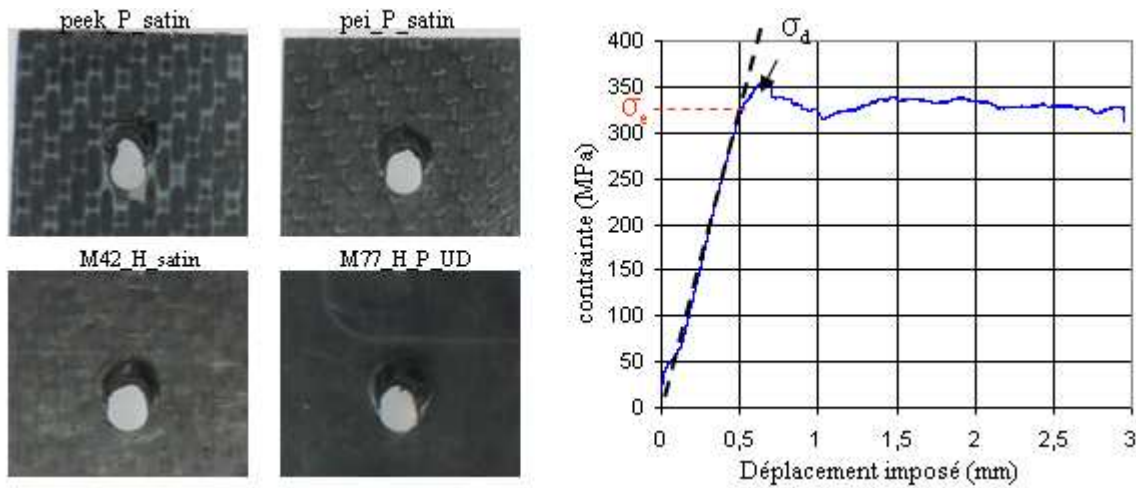 peek_P_satin
pei_P_satin
M42_H_satin
M77_H_P_UD
σd
σe
400
350
300
250
200
150
100
50
0
contrainte (MPa)
0 0,5 1 1,5 2 2,5 3
Déplacement imposé (mm)